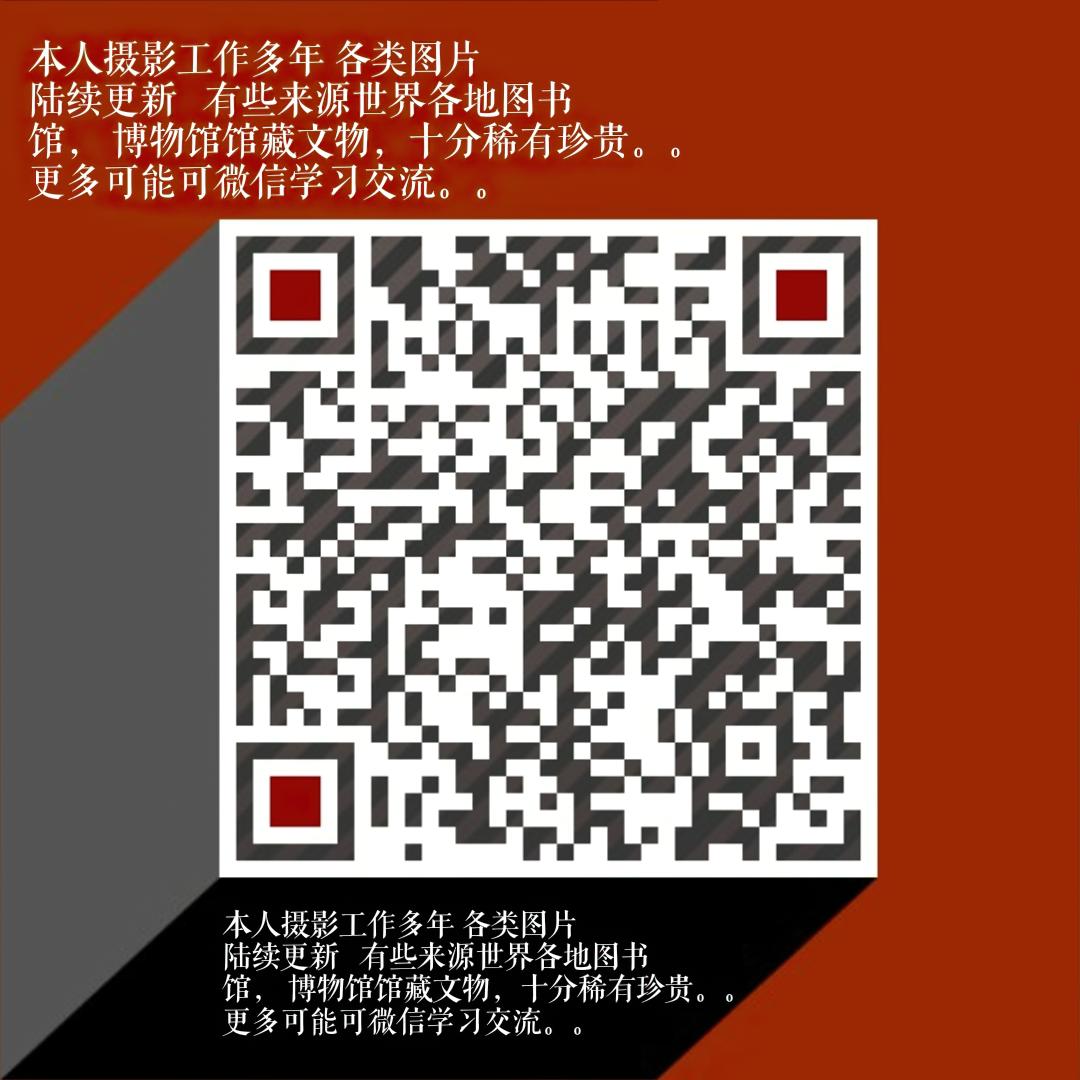 本人摄影工作多年 各类图片
陆续更新  有些来源世界各地图书
馆， 博物馆馆藏文物，十分稀有珍贵。。
更多可能可微信学习交流。。
本人摄影工作多年 各类图片
陆续更新  有些来源世界各地图书
馆， 博物馆馆藏文物，十分稀有珍贵。。
更多可能可微信学习交流。。